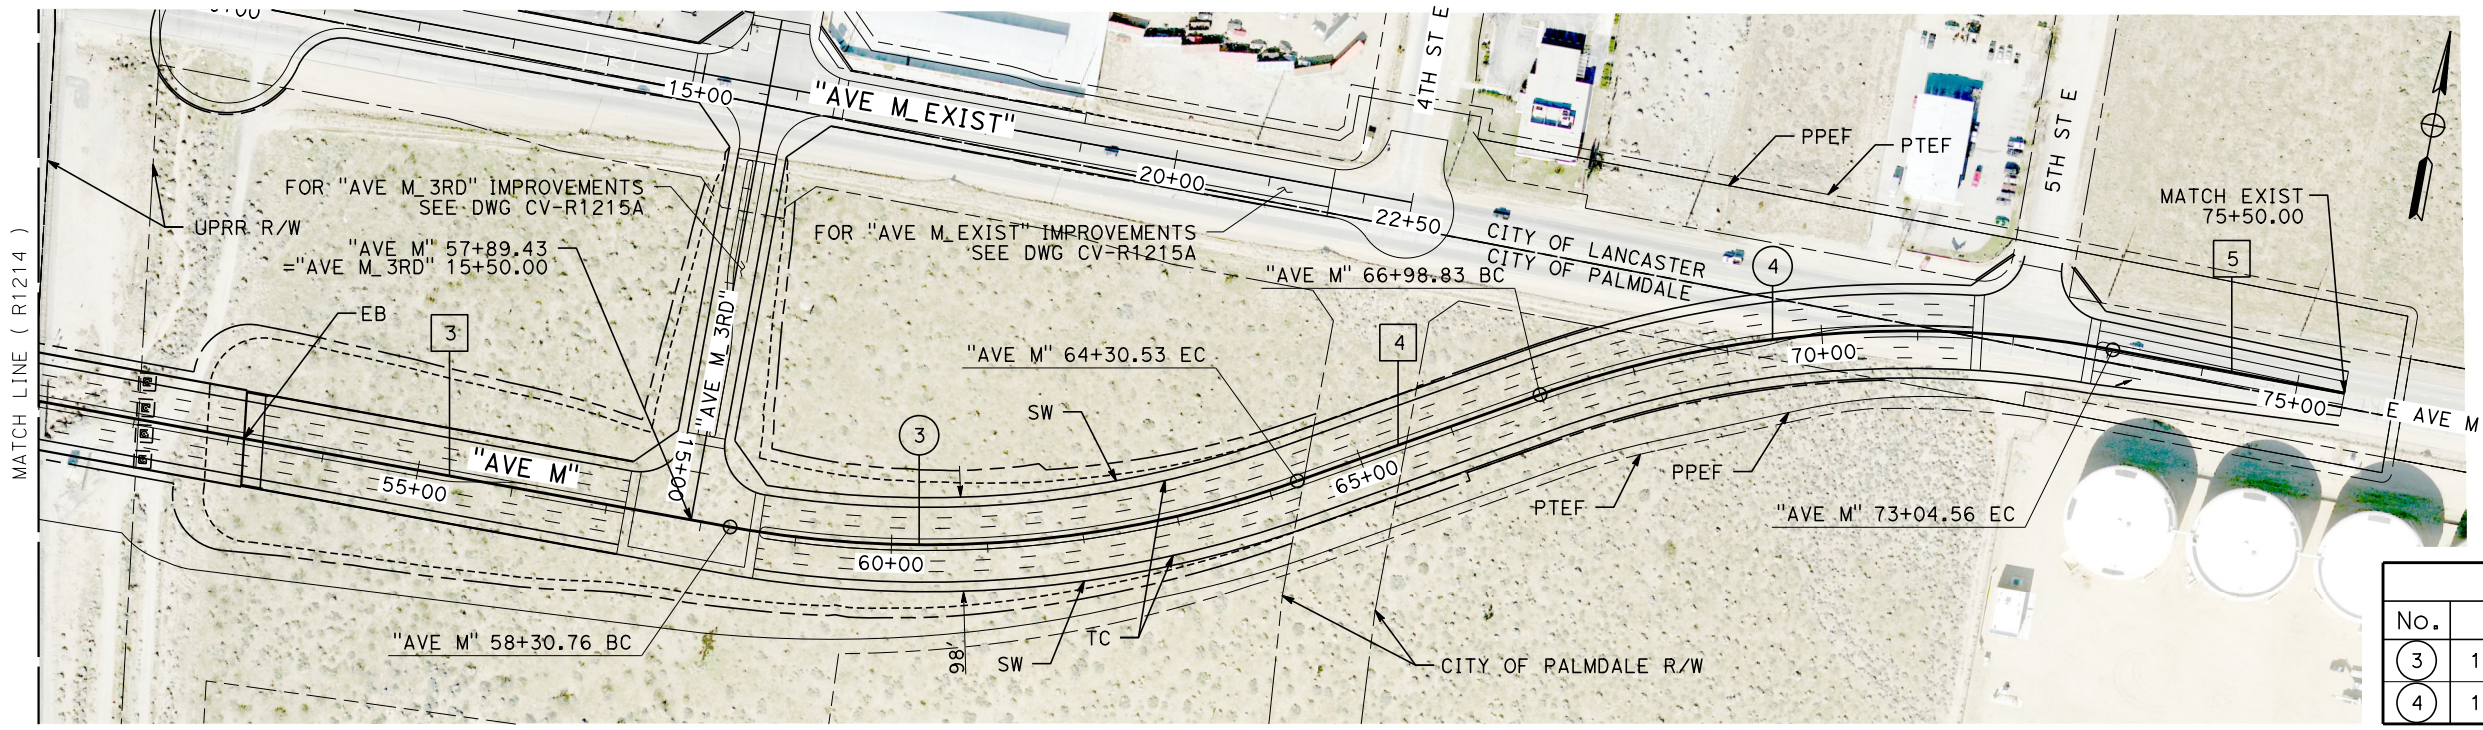 MATCH LINE ( R1214 )
15+00
"AVE M_EXIST"
4TH ST E
20+00
22+50
5TH ST E
PPEF
PTEF
MATCH EXIST
75+50.00
5
UPRR R/W
FOR "AVE M_3RD" IMPROVEMENTS
SEE DWG CV-R1215A
"AVE M" 57+89.43
="AVE M_3RD" 15+50.00
FOR "AVE M_EXIST" IMPROVEMENTS
SEE DWG CV-R1215A
CITY OF LANCASTER
CITY OF PALMDALE
"AVE M" 66+98.83 BC
4
EB
3
"AVE M_3RD"
15+00
"AVE M" 64+30.53 EC
4
70+00
75+00
E AVE M
SW
3
"AVE M"
55+00
65+00
PPEF
PTEF
"AVE M" 73+04.56 EC
60+00
"AVE M" 58+30.76 BC
98'
SW
TC
CITY OF PALMDALE R/W
No.
3 1
4 1